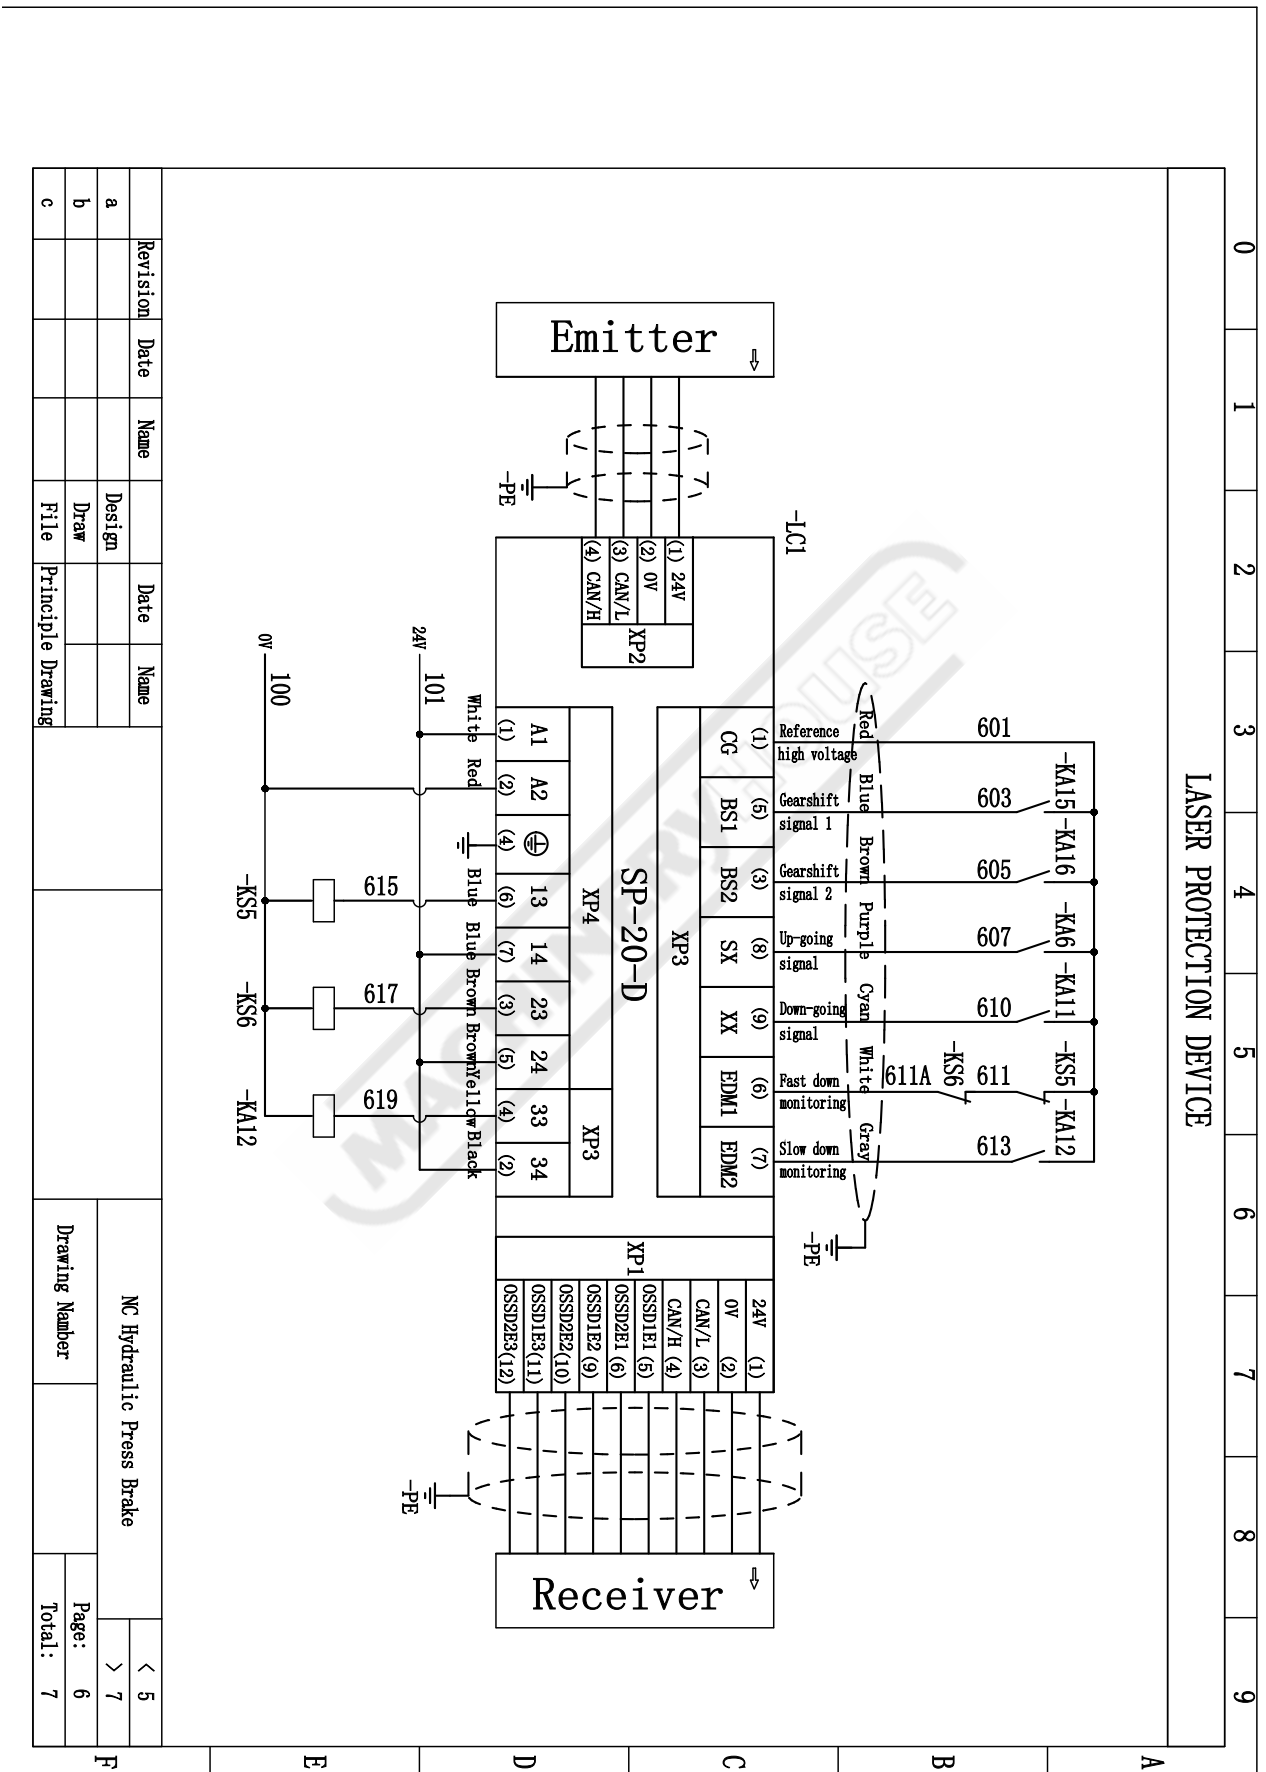 0 1 2 3 4 5 6 7 8 9
A
B
C
D
E
F
LASER PROTECTION DEVICE
-KA15
-KA16
-KA6
-KA11
-KS5
-KA12
601
603
605
607
610
611A
-KS6
611
613
Red
Blue
Brown
Purple
Cyan
White
Gray
-PE
Reference
high voltage
Gearshift
signal 1
Gearshift
signal 2
Up-going
signal
Down-going
signal
Fast down
monitoring
Slow down
monitoring
-LC1
(1) (5) (3) (8) (9) (6) (7)
CG BS1 BS2 SX XX EDM1 EDM2
XP3
Emitter
-PE
(1) 24V
(2) 0V
(3) CAN/L
(4) CAN/H
XP2
SP-20-D
XP1
24V (1)
0V (2)
CAN/L (3)
CAN/H (4)
OSSD1E1 (5)
OSSD2E1 (6)
OSSD1E2 (9)
OSSD2E2(10)
OSSD1E3(11)
OSSD2E3(12)
-PE
Receiver
XP4
XP3
A1 A2 13 14 23 24 33 34
(1) (2) (4) (6) (7) (3) (5) (4) (2)
White Red Blue Blue Brown Brown Yellow Black
24V
101
615
617
619
0V
100
-KS5
-KS6
-KA12
MACHINERYHOUSE
Revision Date Name
Date Name
a
Design
b
Draw
c
File
Principle Drawing
NC Hydraulic Press Brake
Drawing Namber
< 5
> 7
Page: 6
Total: 7